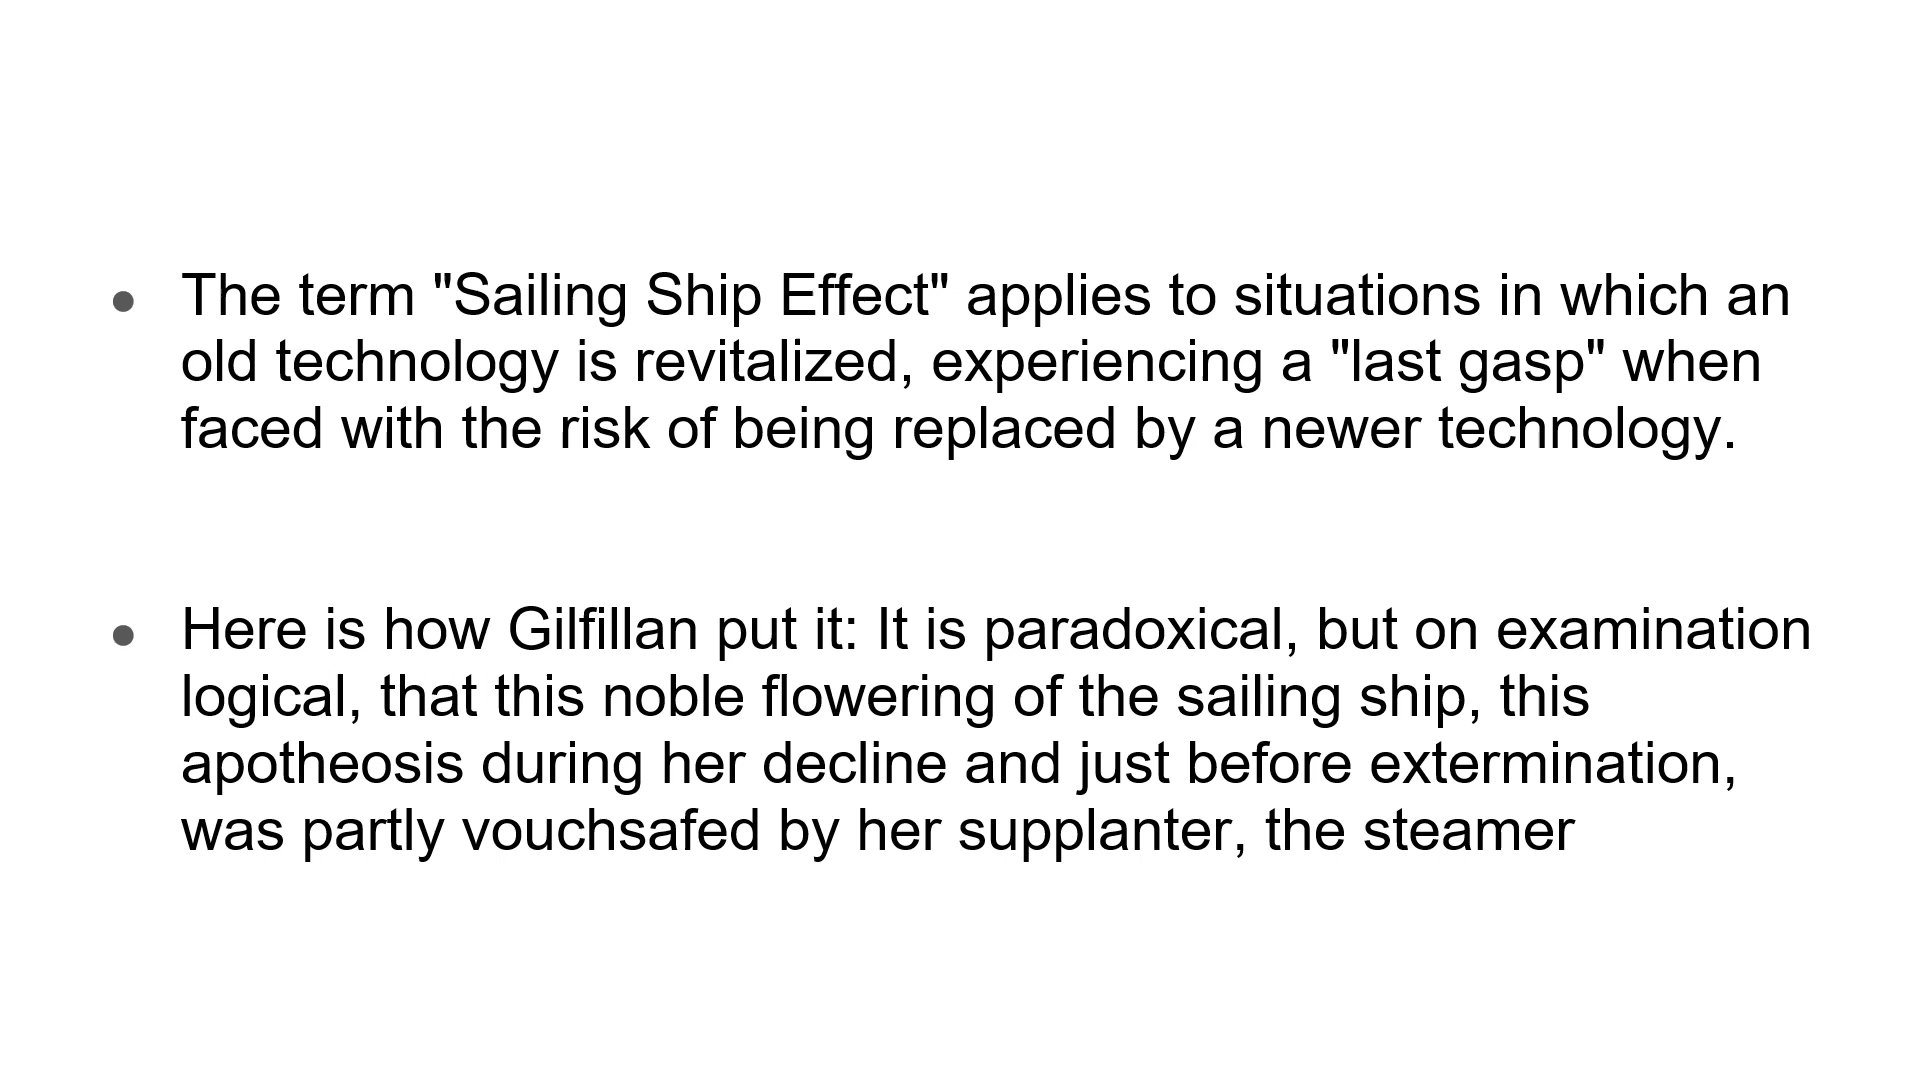 ● The term "Sailing Ship Effect" applies to situations in which an
old technology is revitalized, experiencing a "last gasp" when
faced with the risk of being replaced by a newer technology.
● Here is how Gilfillan put it: It is paradoxical, but on examination
logical, that this noble flowering of the sailing ship, this
apotheosis during her decline and just before extermination,
was partly vouchsafed by her supplanter, the steamer